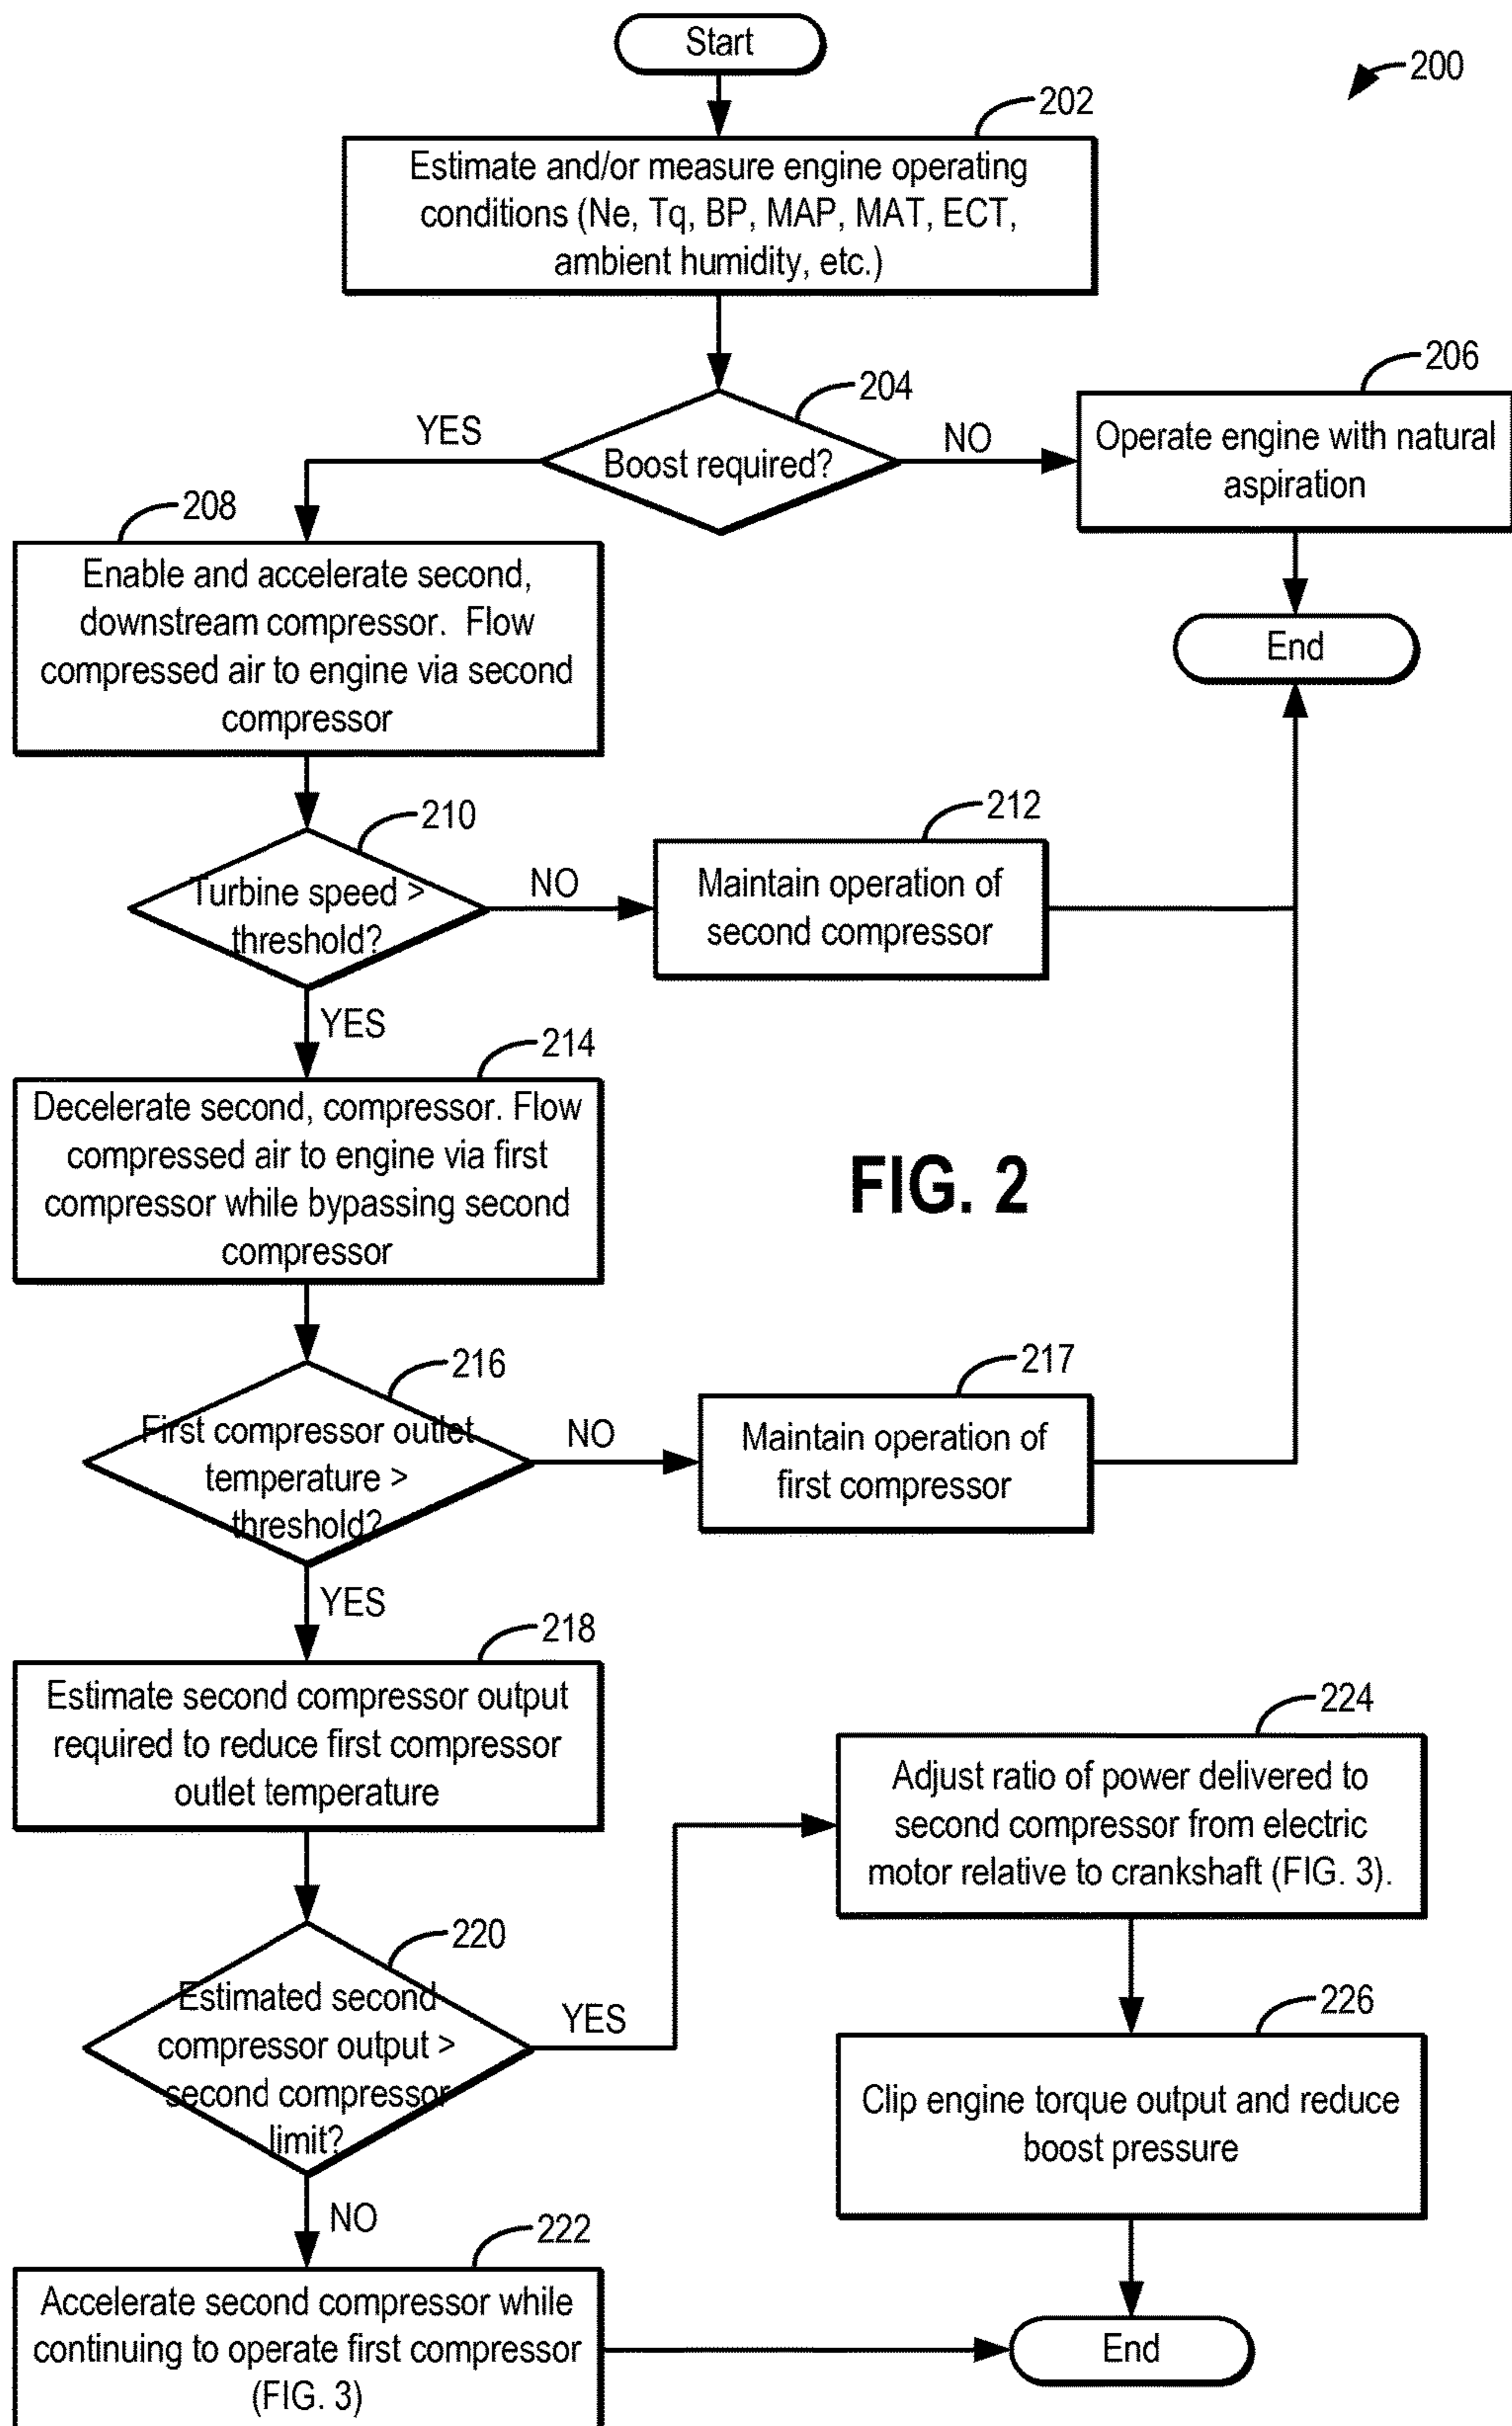 Start
200
202
Estimate and/or measure engine operating
conditions (Ne, Tq, BP, MAP, MAT, ECT,
ambient humidity, etc.)
204
Boost required?
YES
NO
206
Operate engine with natural
aspiration
End
208
Enable and accelerate second,
downstream compressor. Flow
compressed air to engine via second
compressor
210
Turbine speed >
threshold?
NO
212
Maintain operation of
second compressor
YES
214
Decelerate second, compressor. Flow
compressed air to engine via first
compressor while bypassing second
compressor
FIG. 2
216
First compressor outlet
temperature >
threshold?
NO
217
Maintain operation of
first compressor
YES
218
Estimate second compressor output
required to reduce first compressor
outlet temperature
220
Estimated second
compressor output >
second compressor
limit?
YES
224
Adjust ratio of power delivered to
second compressor from electric
motor relative to crankshaft (FIG. 3).
226
Clip engine torque output and reduce
boost pressure
NO
222
Accelerate second compressor while
continuing to operate first compressor
(FIG. 3)
End